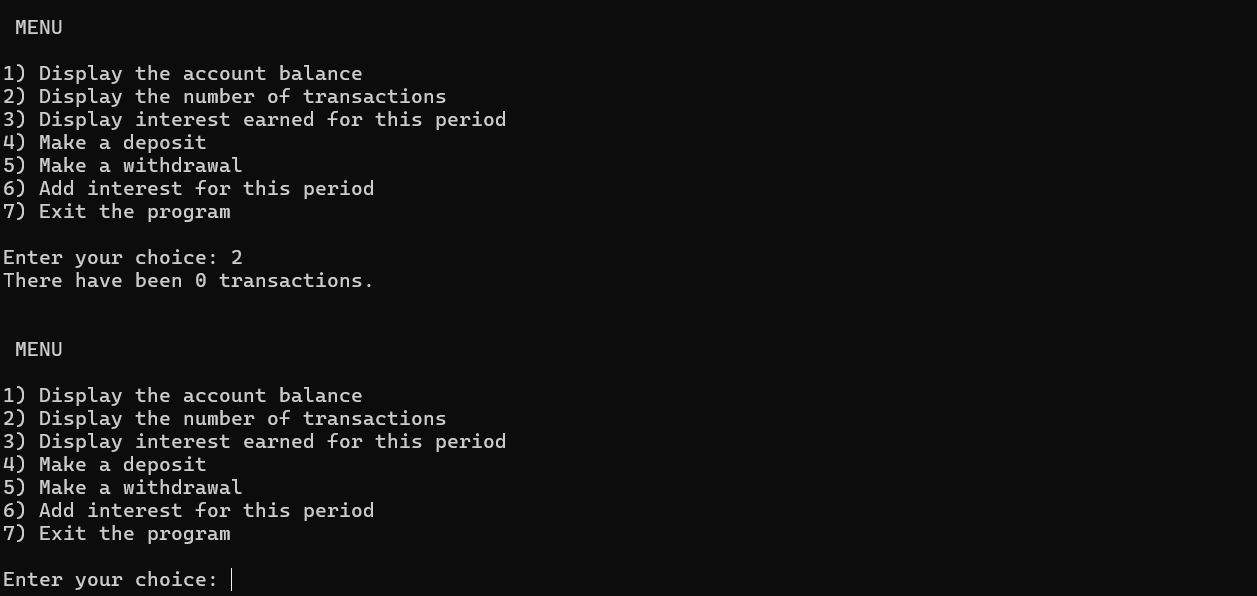 MENU
1) Display the account balance
2) Display the number of transactions
3) Display interest earned for this period
4) Make a deposit
5) Make a withdrawal
6) Add interest for this period
7) Exit the program
Enter your choice: 2
There have been 0 transactions.
MENU
1) Display the account balance
2) Display the number of transactions
3) Display interest earned for this period
4) Make a deposit
5) Make a withdrawal
6) Add interest for this period
7) Exit the program
Enter your choice: